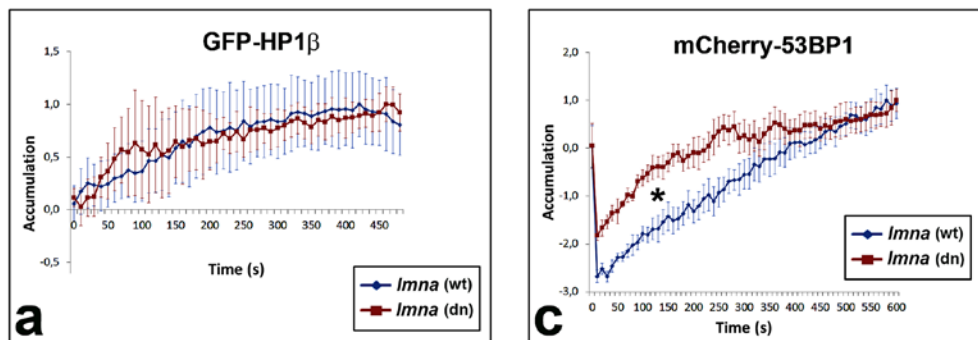 GFP-HP1β
1,5
1,0
0,5
0,0
-0,5
Accumulation
0 50 100 150 200 250 300 350 400 450
Time (s)
lmna (wt)
lmna (dn)
a
mCherry-53BP1
2,0
1,0
0,0
-1,0
-2,0
-3,0
Accumulation
*
0 50 100 150 200 250 300 350 400 450 500 550 600
Time (s)
lmna (wt)
lmna (dn)
c